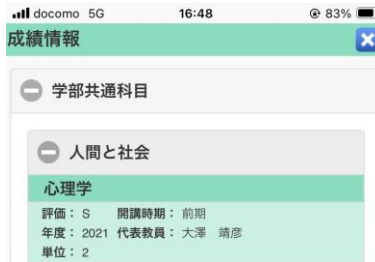 docomo 5G 16:48 83%
成績情報
学部共通科目
人間と社会
心理学
評価： S 開講時期： 前期
年度： 2021 代表教員： 大澤 靖彦
単位： 2